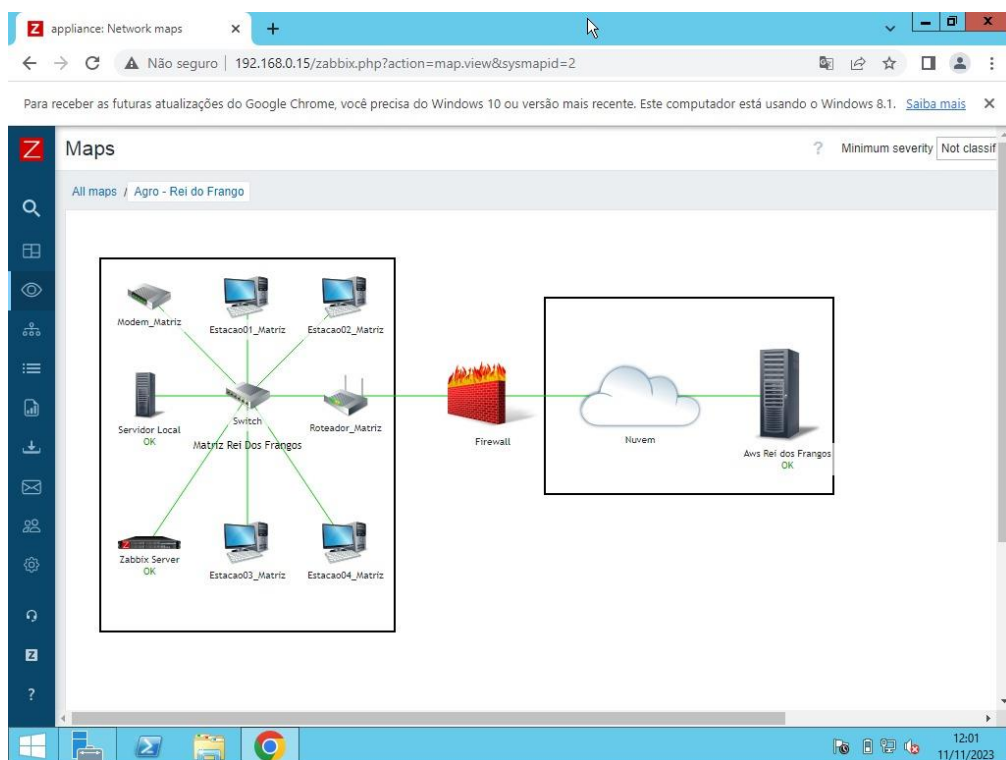 Z appliance: Network maps
Não seguro | 192.168.0.15/zabbix.php?action=map.view&sysmapid=2
Para receber as futuras atualizações do Google Chrome, você precisa do Windows 10 ou versão mais recente. Este computador está usando o Windows 8.1. Saiba mais
Z
Maps
? Minimum severity Not classif
All maps / Agro - Rei do Frango
Modem_Matriz
Estacao01_Matriz
Estacao02_Matriz
Servidor Local
OK
Switch
Matriz Rei Dos Frangos
Roteador_Matriz
Firewall
Nuvem
Aws Rei dos Frangos
OK
Z
Zabbix Server
OK
Estacao03_Matriz
Estacao04_Matriz
Z
?
12:01
11/11/2023